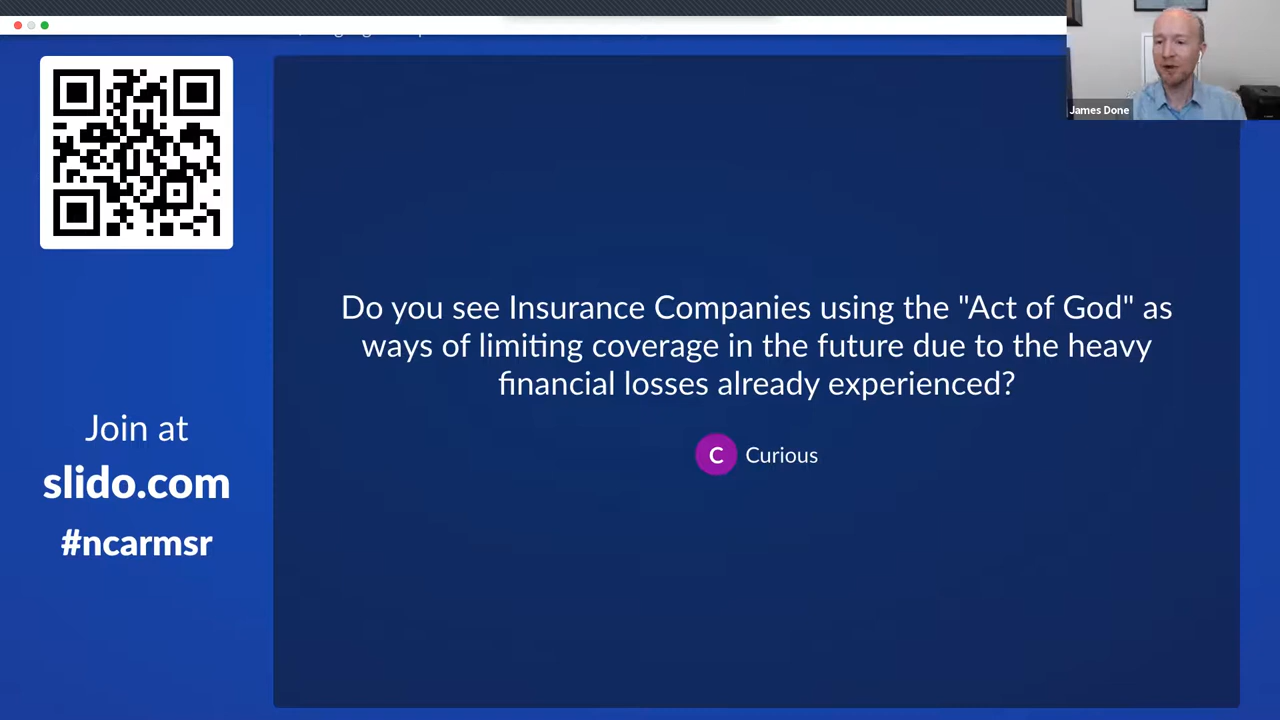 James Done
Do you see Insurance Companies using the "Act of God" as
ways of limiting coverage in the future due to the heavy
financial losses already experienced?
C Curious
Join at
slido.com
#ncarmsr